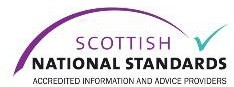 SCOTTISH
NATIONAL STANDARDS
ACCREDITED INFORMATION AND ADVICE PROVIDERS